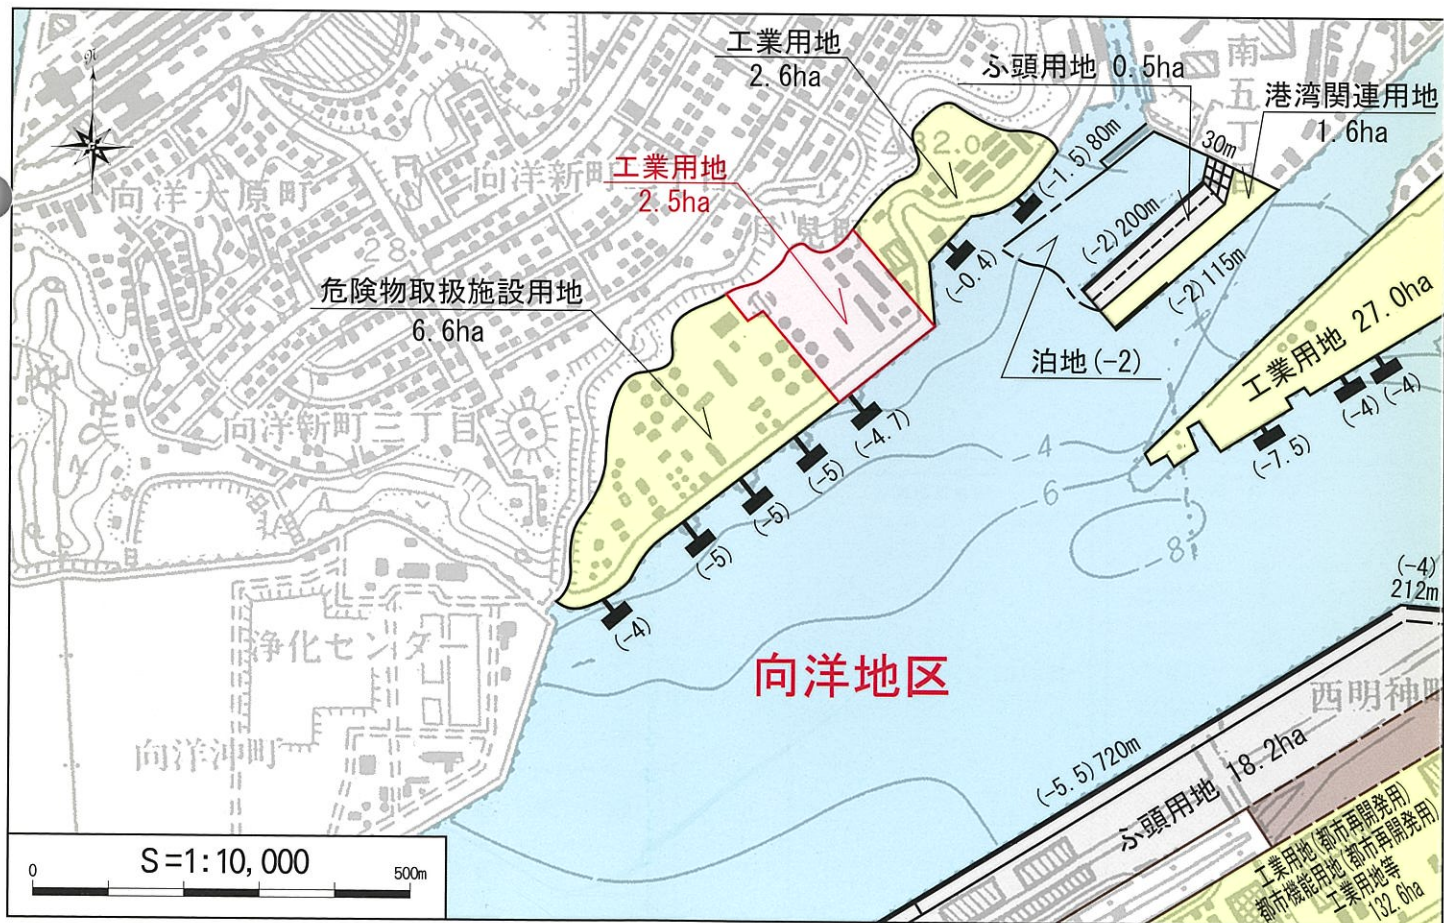 工業用地
2.6ha
ふ頭用地 0.5ha
港湾関連用地
1.6ha
南五丁
工業用地
2.5ha
向洋大原町
向洋新町
32.0
(-1.5)80m
30m
28
危険物取扱施設用地
6.6ha
(-2)200m
(-2)115m
(-0.4)
泊地(-2)
工業用地 27.0ha
(-4)
(-4)
(-7.5)
向洋新町三丁目
(-4.7)
(-5)
(-5)
(-5)
(-4)
-4
-6
-8
浄化センター
向洋沖町
向洋地区
(-4)
212m
西明神町
(-5.5)720m
ふ頭用地 18.2ha
工業用地(都市再開発用)
都市機能用地(都市再開発用)
工業用地等
132.6ha
S=1:10,000
0
500m